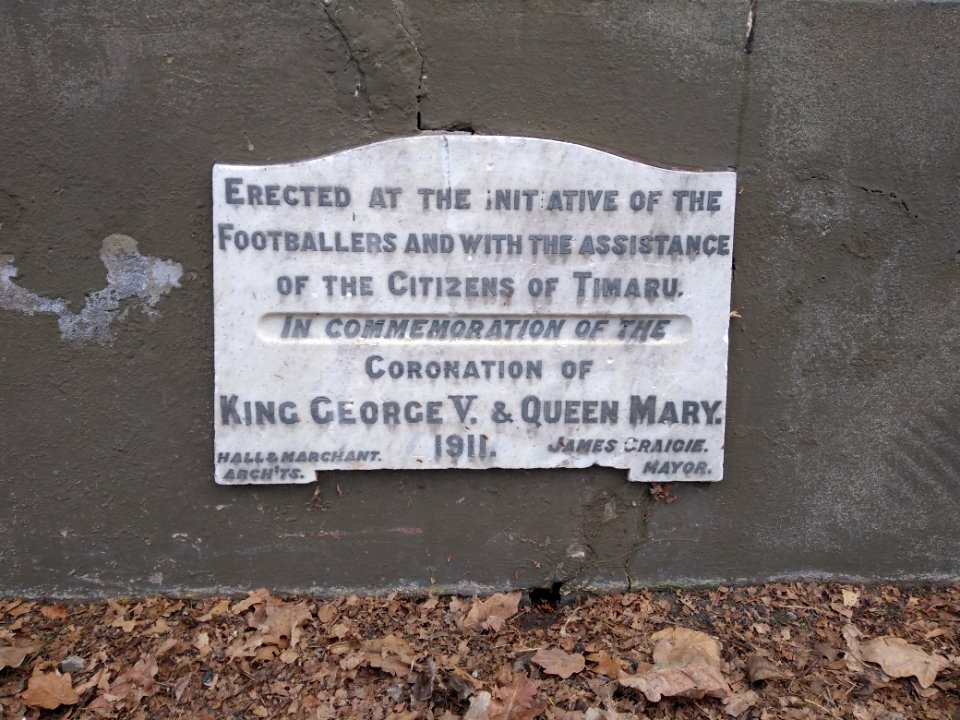 ERECTED AT THE INITIATIVE OF THE
FOOTBALLERS AND WITH THE ASSISTANCE
OF THE CITIZENS OF TIMARU.
IN COMMEMORATION OF THE
CORONATION OF
KING GEORGE V. & QUEEN MARY.
1911.
HALL & MARCHANT.
ARCH'TS.
JAMES CRAIGIE.
MAYOR.